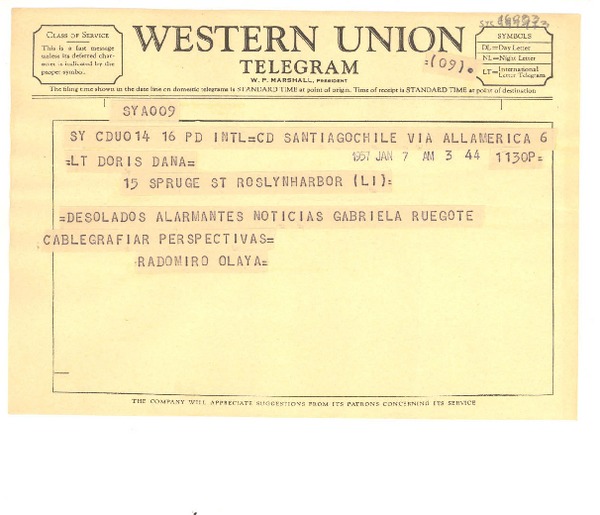 CLASS OF SERVICE
This is a fast message
unless its deferred char-
acter is indicated by the
proper symbol.
WESTERN UNION
TELEGRAM
W. P. MARSHALL, PRESIDENT
=(09).
SYMBOLS
DL=Day Letter
NL=Night Letter
LT=International Letter Telegram
The filing time shown in the date line on domestic telegrams is STANDARD TIME at point of origin. Time of receipt is STANDARD TIME at point of destination
SYA009
SY CDU014 16 PD INTL=CD SANTIAGOCHILE VIA ALLAMERICA 6
=LT DORIS DANA= 1957 JAN 7 AM 3 44 1130P=
15 SPRUGE ST ROSLYNHARBOR (LI)=
=DESOLADOS ALARMANTES NOTICIAS GABRIELA RUEGOTE
CABLEGRAFIAR PERSPECTIVAS=
RADOMIRO OLAYA=
THE COMPANY WILL APPRECIATE SUGGESTIONS FROM ITS PATRONS CONCERNING ITS SERVICE